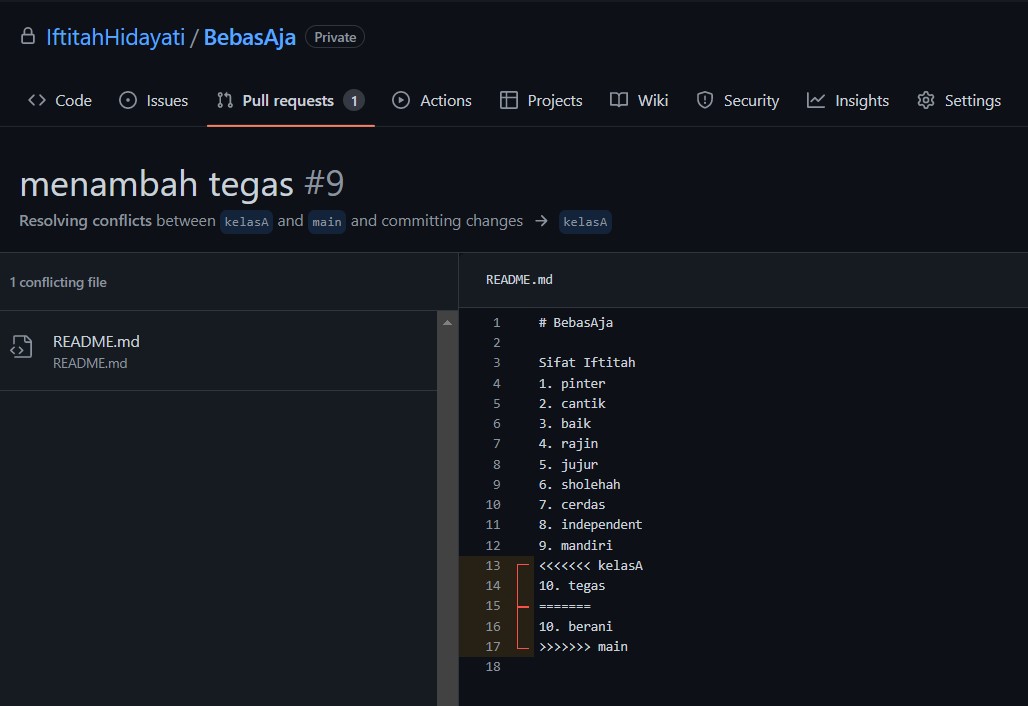 IftitahHidayati / BebasAja Private
Code Issues Pull requests 1 Actions Projects Wiki Security Insights Settings
menambah tegas #9
Resolving conflicts between kelasA and main and committing changes → kelasA
1 conflicting file
README.md
README.md
README.md
1 # BebasAja
2
3 Sifat Iftitah
4 1. pinter
5 2. cantik
6 3. baik
7 4. rajin
8 5. jujur
9 6. sholehah
10 7. cerdas
11 8. independent
12 9. mandiri
13 <<<<<<< kelasA
14 10. tegas
15 =======
16 10. berani
17 >>>>>>> main
18